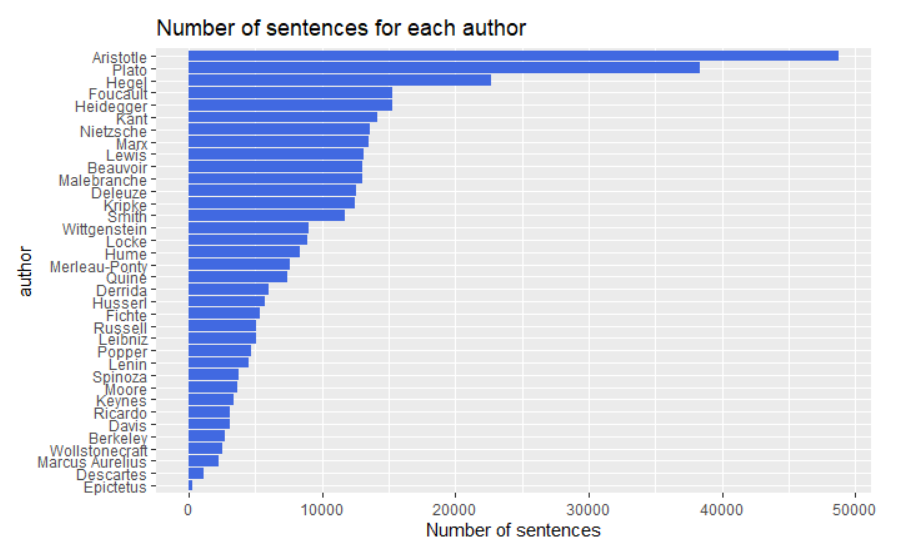 Number of sentences for each author
Aristotle
Plato
Hegel
Foucault
Heidegger
Kant
Nietzsche
Marx
Lewis
Beauvoir
Malebranche
Deleuze
Kripke
Smith
Wittgenstein
Locke
Hume
Merleau-Ponty
Quine
Derrida
Husserl
Fichte
Russell
Leibniz
Popper
Lenin
Spinoza
Moore
Keynes
Ricardo
Davis
Berkeley
Wollstonecraft
Marcus Aurelius
Descartes
Epictetus
author
0 10000 20000 30000 40000 50000
Number of sentences